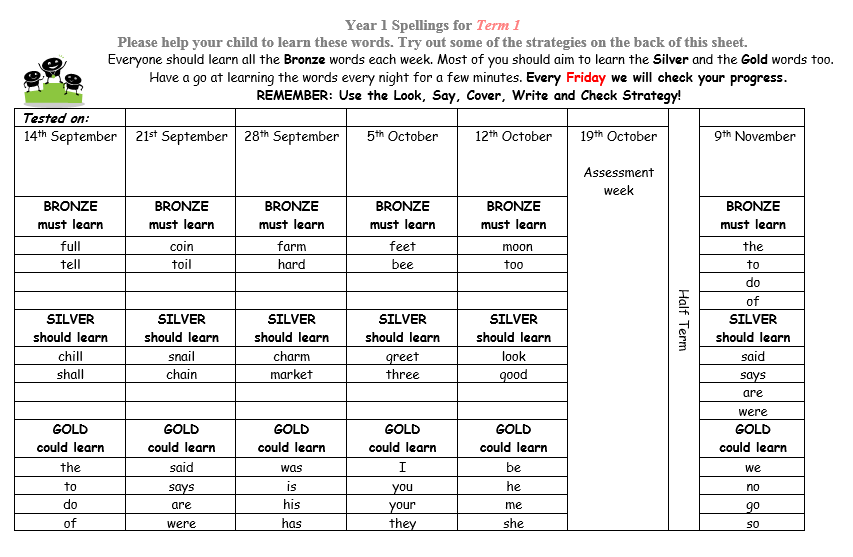 Year 1 Spellings for Term 1
Please help your child to learn these words. Try out some of the strategies on the back of this sheet.
Everyone should learn all the Bronze words each week. Most of you should aim to learn the Silver and the Gold words too.
Have a go at learning the words every night for a few minutes. Every Friday we will check your progress.
REMEMBER: Use the Look, Say, Cover, Write and Check Strategy!
Tested on:
14th September 21st September 28th September 5th October 12th October 19th October 9th November
Assessment
week
BRONZE BRONZE BRONZE BRONZE BRONZE BRONZE
must learn must learn must learn must learn must learn must learn
full coin farm feet moon the
tell toil hard bee too to
do
of
Half Term
SILVER SILVER SILVER SILVER SILVER SILVER
should learn should learn should learn should learn should learn should learn
chill snail charm greet look said
shall chain market three good says
are
were
GOLD GOLD GOLD GOLD GOLD GOLD
could learn could learn could learn could learn could learn could learn
the said was I be we
to says is you he no
do are his your me go
of were has they she so